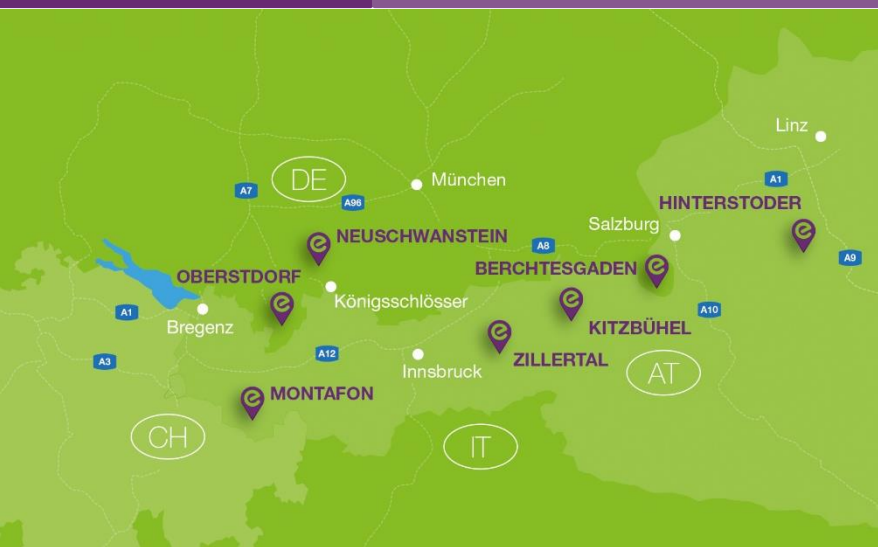 Linz
DE
München
A7
A96
A1
HINTERSTODER
Salzburg
NEUSCHWANSTEIN
A8
A9
OBERSTDORF
BERCHTESGADEN
Königsschlösser
A1
Bregenz
A10
KITZBÜHEL
A3
A12
Innsbruck
ZILLERTAL
AT
MONTAFON
CH
IT
e
e
e
e
e
e
e